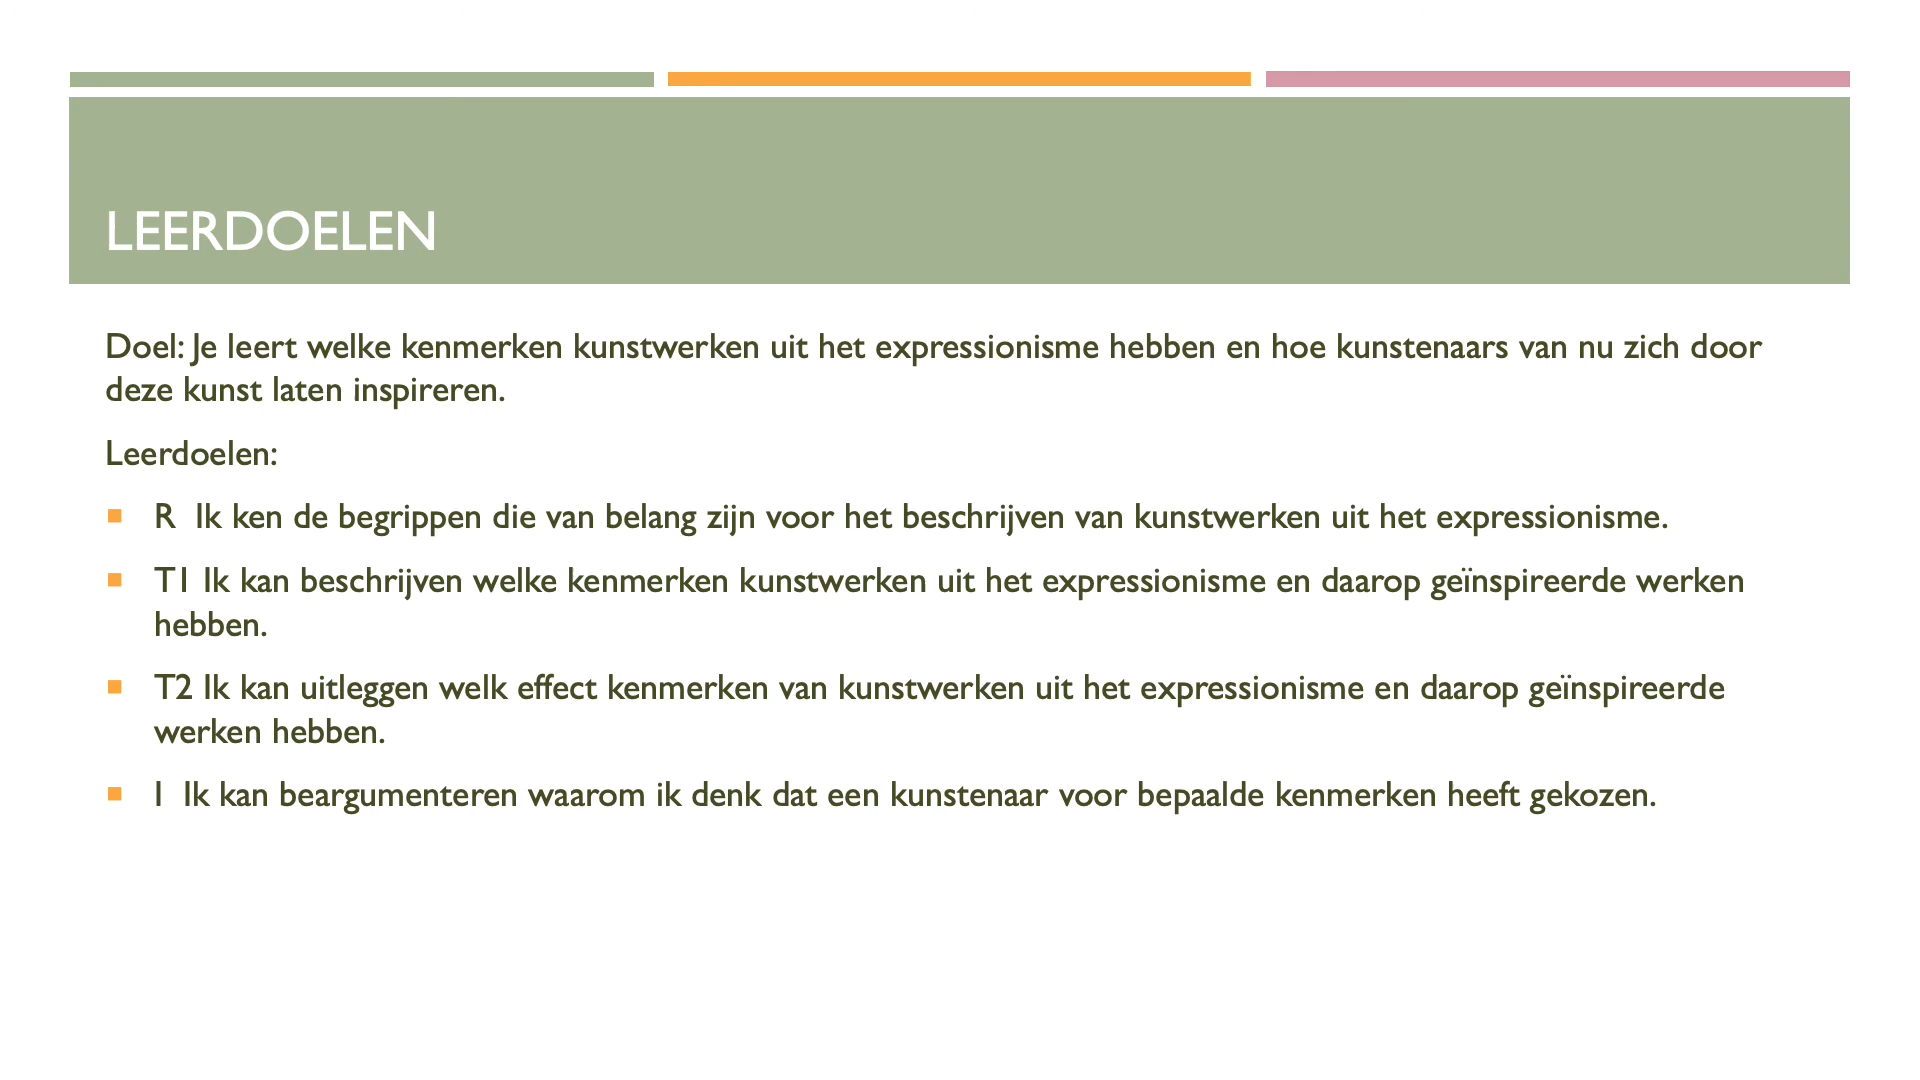 LEERDOELEN
Doel: Je leert welke kenmerken kunstwerken uit het expressionisme hebben en hoe kunstenaars van nu zich door
deze kunst laten inspireren.
Leerdoelen:
R  Ik ken de begrippen die van belang zijn voor het beschrijven van kunstwerken uit het expressionisme.
T1 Ik kan beschrijven welke kenmerken kunstwerken uit het expressionisme en daarop geïnspireerde werken
hebben.
T2 Ik kan uitleggen welk effect kenmerken van kunstwerken uit het expressionisme en daarop geïnspireerde
werken hebben.
I  Ik kan beargumenteren waarom ik denk dat een kunstenaar voor bepaalde kenmerken heeft gekozen.